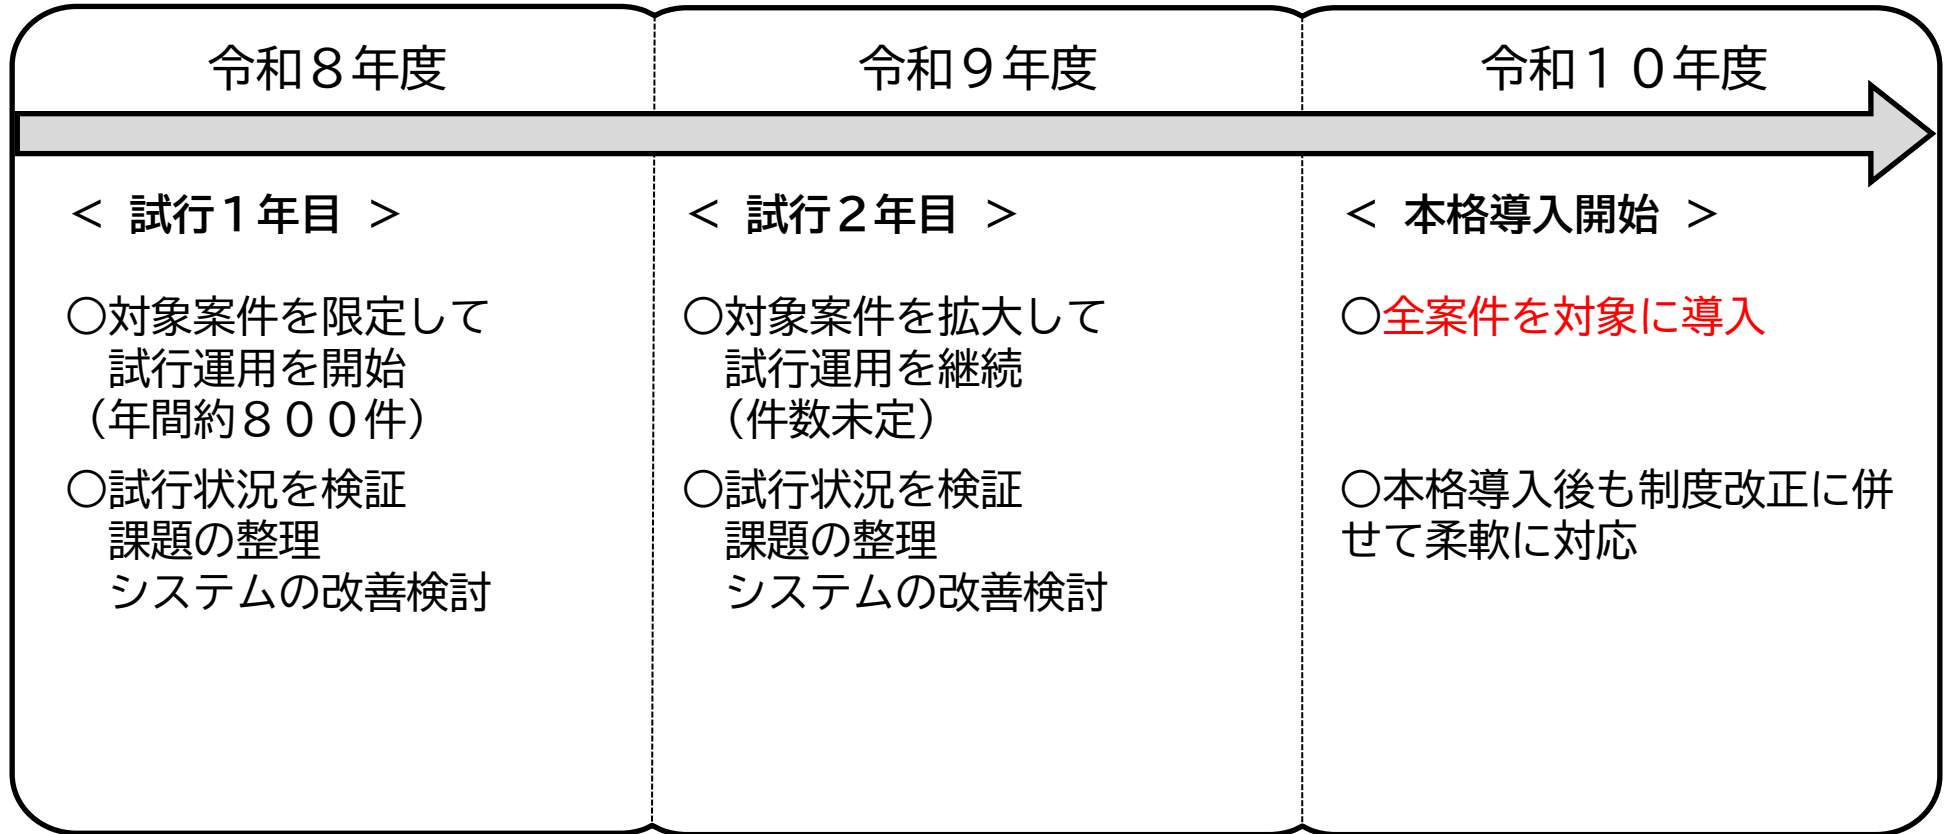 令和８年度
令和９年度
令和１０年度
＜ 試行１年目 ＞
○対象案件を限定して
試行運用を開始
（年間約８００件）
○試行状況を検証
課題の整理
システムの改善検討
＜ 試行２年目 ＞
○対象案件を拡大して
試行運用を継続
（件数未定）
○試行状況を検証
課題の整理
システムの改善検討
＜ 本格導入開始 ＞
○全案件を対象に導入
○本格導入後も制度改正に併
せて柔軟に対応